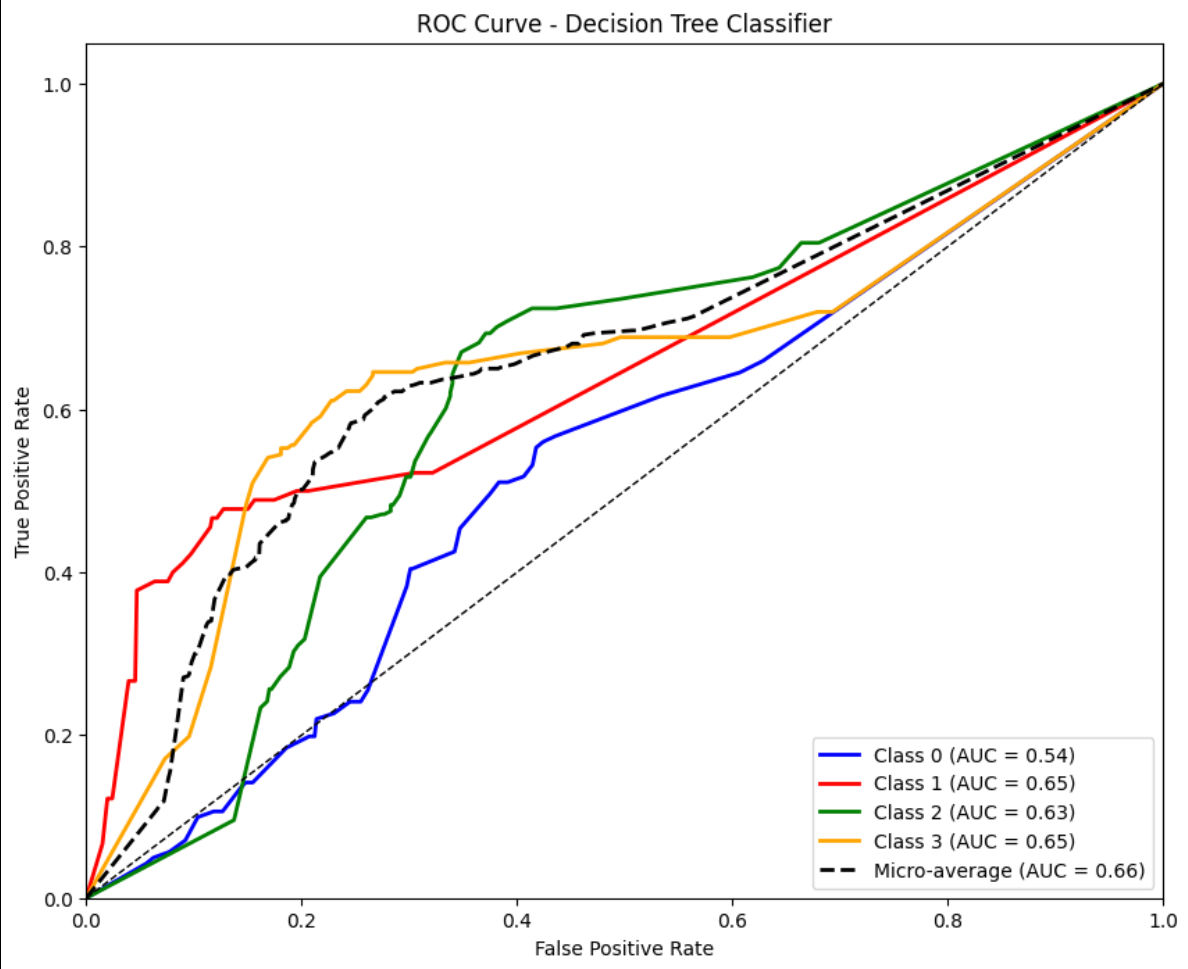 ROC Curve - Decision Tree Classifier
True Positive Rate
1.0
0.8
0.6
0.4
0.2
0.0
Class 0 (AUC = 0.54)
Class 1 (AUC = 0.65)
Class 2 (AUC = 0.63)
Class 3 (AUC = 0.65)
Micro-average (AUC = 0.66)
0.0 0.2 0.4 0.6 0.8 1.0
False Positive Rate